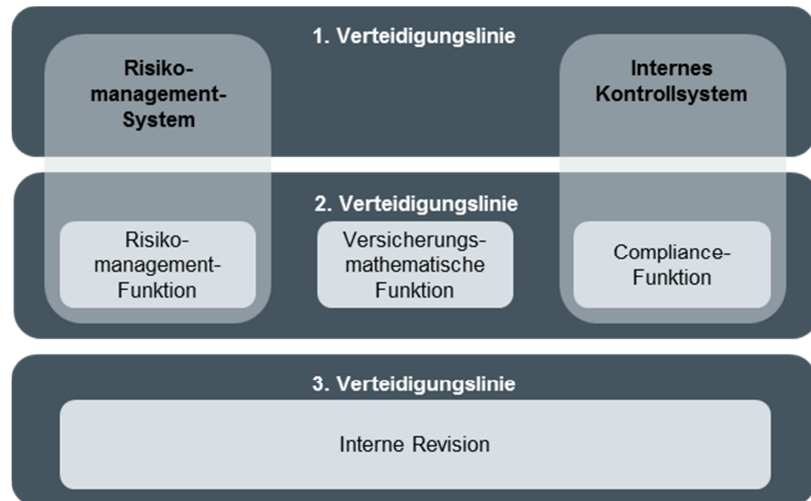 1. Verteidigungslinie
Risiko-
management-
System
Internes
Kontrollsystem
2. Verteidigungslinie
Risiko-
management-
Funktion
Versicherungs-
mathematische
Funktion
Compliance-
Funktion
3. Verteidigungslinie
Interne Revision